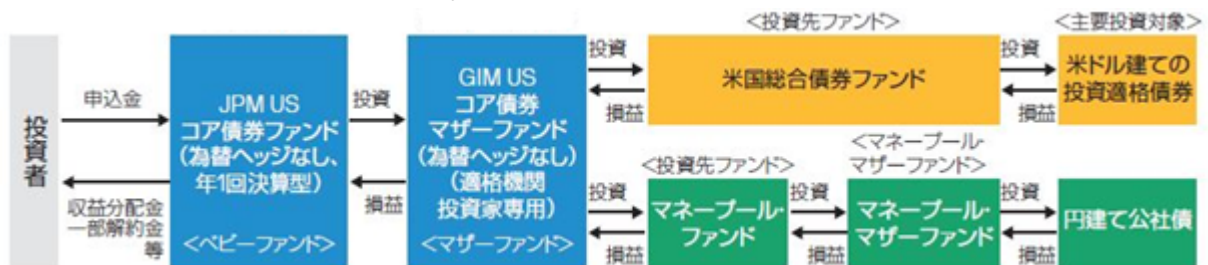 投資者
申込金
収益分配金
一部解約金
等
JPM US
コア債券ファンド
(為替ヘッジなし、
年1回決算型)
<ベビーファンド>
投資
損益
GIM US
コア債券
マザーファンド
(為替ヘッジなし)
(適格機関
投資家専用)
<マザーファンド>
投資
損益
<投資先ファンド>
米国総合債券ファンド
投資
損益
<主要投資対象>
米ドル建ての
投資適格債券
投資
損益
<投資先ファンド>
マネープール・
ファンド
投資
損益
<マネープール・
マザーファンド>
マネープール・
マザーファンド
投資
損益
円建て公社債